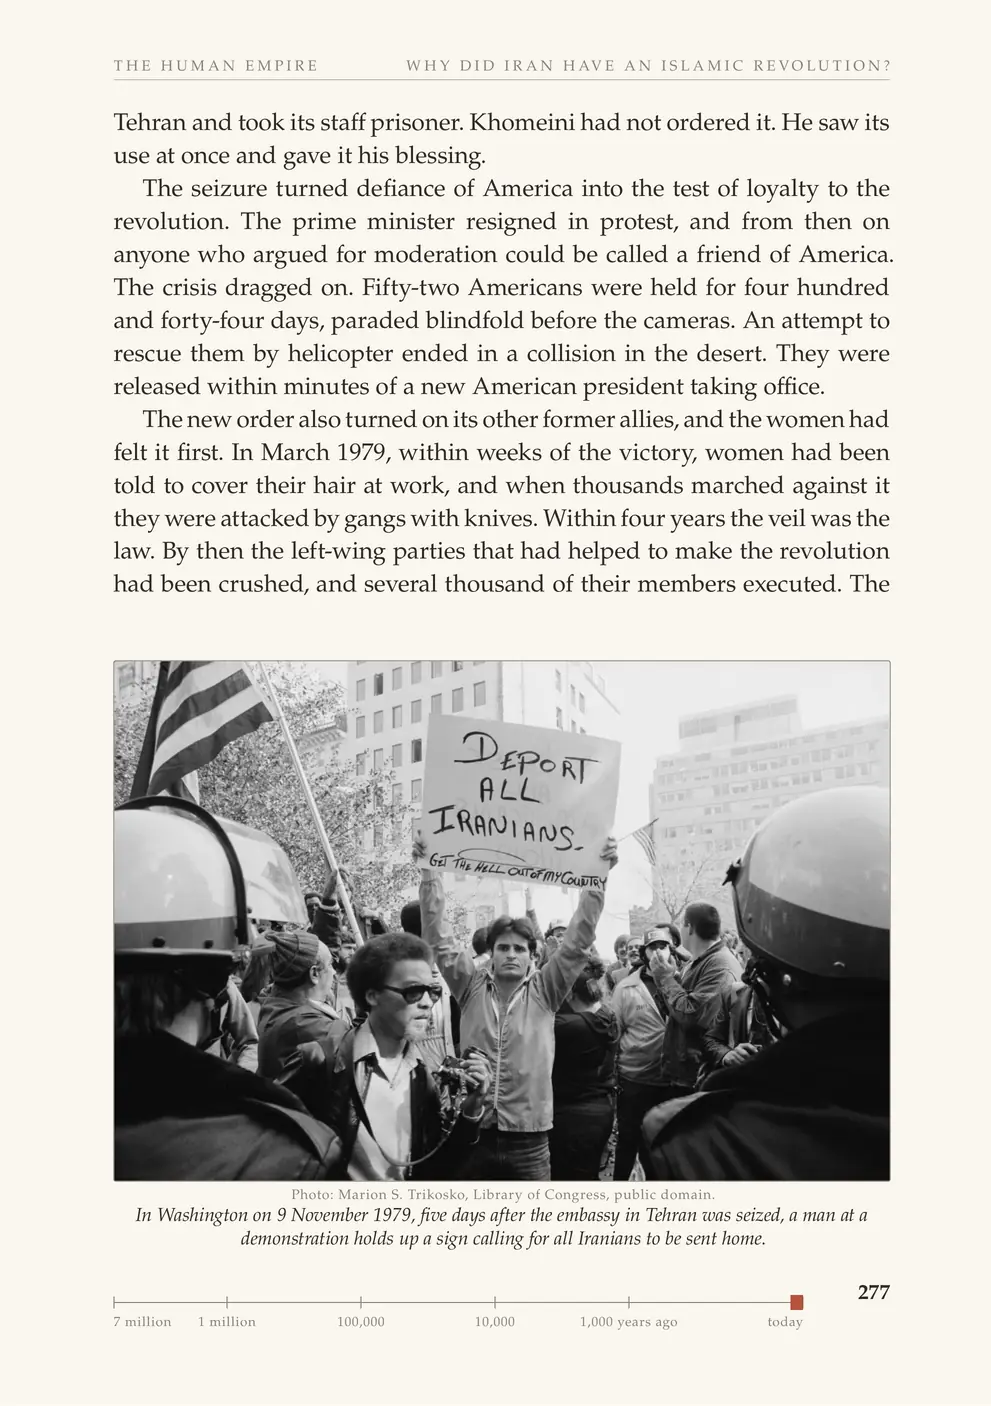 THE HUMAN EMPIRE WHY DID IRAN HAVE AN ISLAMIC REVOLUTION?
Tehran and took its staff prisoner. Khomeini had not ordered it. He saw its
use at once and gave it his blessing.
The seizure turned defiance of America into the test of loyalty to the
revolution. The prime minister resigned in protest, and from then on
anyone who argued for moderation could be called a friend of America.
The crisis dragged on. Fifty-two Americans were held for four hundred
and forty-four days, paraded blindfold before the cameras. An attempt to
rescue them by helicopter ended in a collision in the desert. They were
released within minutes of a new American president taking office.
The new order also turned on its other former allies, and the women had
felt it first. In March 1979, within weeks of the victory, women had been
told to cover their hair at work, and when thousands marched against it
they were attacked by gangs with knives. Within four years the veil was the
law. By then the left-wing parties that had helped to make the revolution
had been crushed, and several thousand of their members executed. The
DEPORT
ALL
IRANIANS.
GET THE HELL OUT OF MY COUNTRY
Photo: Marion S. Trikosko, Library of Congress, public domain.
In Washington on 9 November 1979, five days after the embassy in Tehran was seized, a man at a
demonstration holds up a sign calling for all Iranians to be sent home.
277
7 million 1 million 100,000 10,000 1,000 years ago today